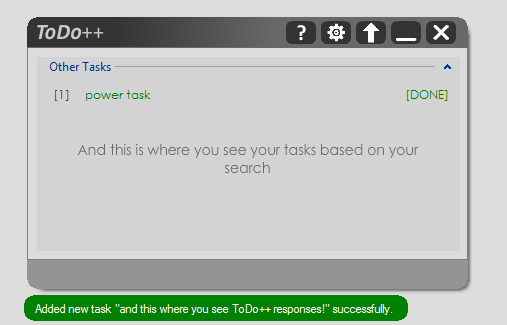 ToDo++
?
Other Tasks
[1] power task [DONE]
And this is where you see your tasks based on your
search
Added new task "and this where you see ToDo++ responses!" successfully.